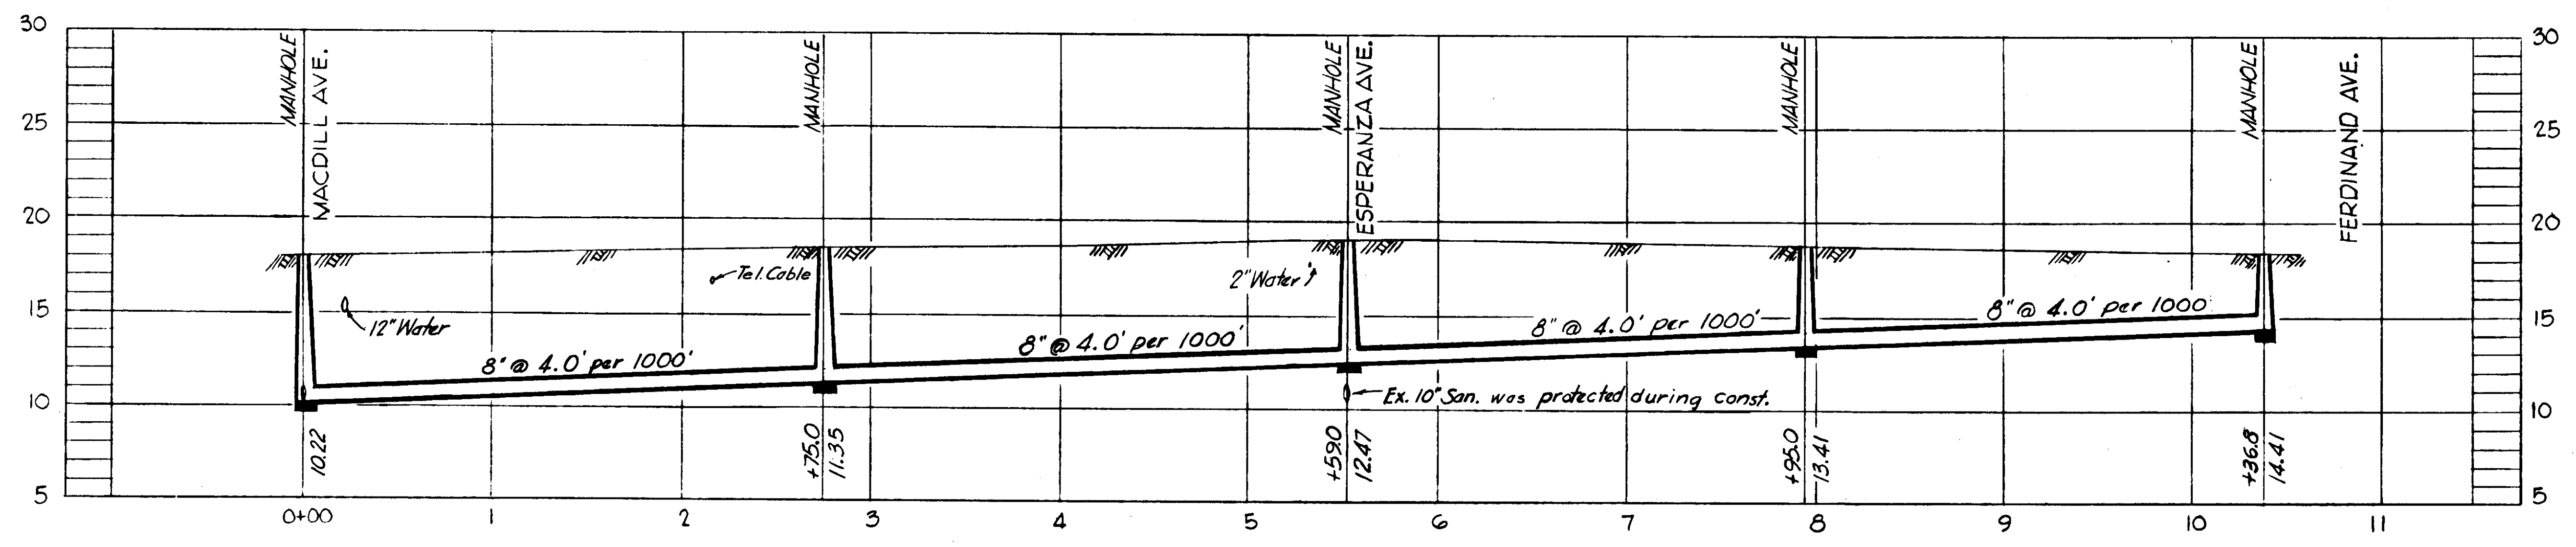 30
25
20
15
10
5
MANHOLE
MACDILL AVE.
MANHOLE
MANHOLE
ESPERANZA AVE.
MANHOLE
MANHOLE
FERDINAND AVE.
30
25
20
15
10
5
12" Water
Tel. Cable
2" Water
8" @ 4.0' per 1000'
8" @ 4.0' per 1000'
8" @ 4.0' per 1000'
8" @ 4.0' per 1000'
Ex. 10" San. was protected during const.
10.22
+75.0
11.35
+59.0
12.47
+95.0
13.41
+36.8
14.41
0+00 1 2 3 4 5 6 7 8 9 10 11